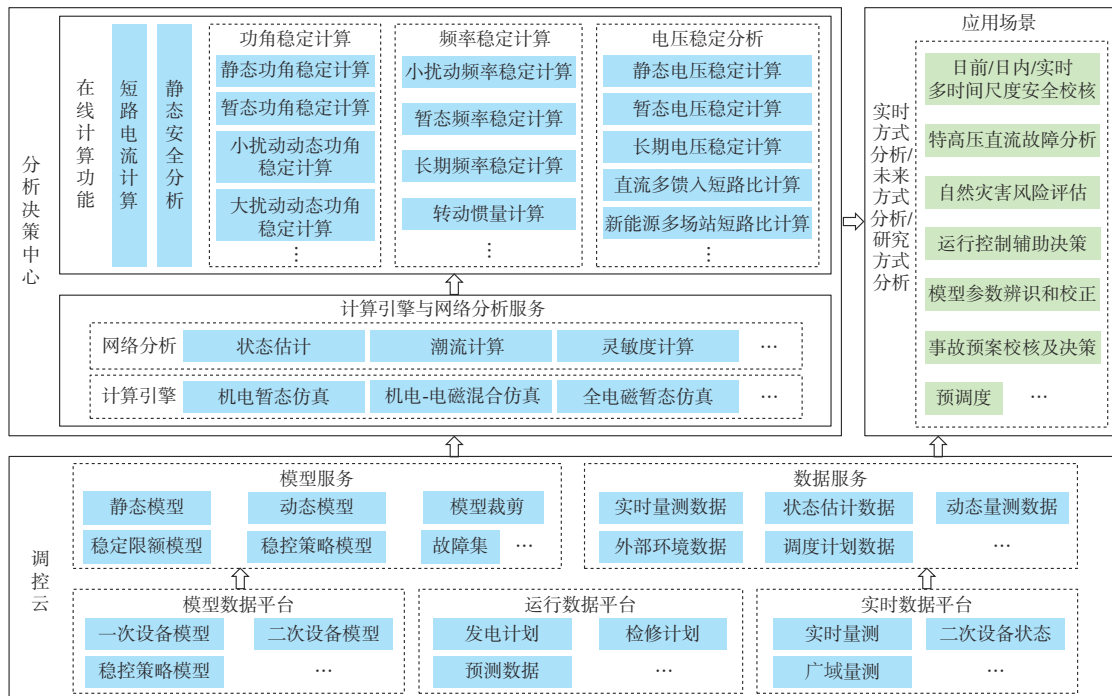 分析决策中心
在线计算功能
短路电流计算
静态安全分析
功角稳定计算
静态功角稳定计算
暂态功角稳定计算
小扰动动态功角
稳定计算
大扰动动态功角
稳定计算
…
频率稳定计算
小扰动频率稳定计算
暂态频率稳定计算
长期频率稳定计算
转动惯量计算
…
电压稳定分析
静态电压稳定计算
暂态电压稳定计算
长期电压稳定计算
直流多馈入短路比计算
新能源多场站短路比计算
…
计算引擎与网络分析服务
网络分析
状态估计
潮流计算
灵敏度计算
…
计算引擎
机电暂态仿真
机电-电磁混合仿真
全电磁暂态仿真
…
应用场景
实时
方式
分析/
未来
方式
分析/
研究
方式
分析
日前/日内/实时
多时间尺度安全校核
特高压直流故障分析
自然灾害风险评估
运行控制辅助决策
模型参数辨识和校正
事故预案校核及决策
预调度
…
调控云
模型服务
静态模型
动态模型
模型裁剪
稳定限额模型
稳控策略模型
故障集
…
数据服务
实时量测数据
状态估计数据
动态量测数据
外部环境数据
调度计划数据
…
模型数据平台
一次设备模型
二次设备模型
稳控策略模型
…
运行数据平台
发电计划
检修计划
预测数据
…
实时数据平台
实时量测
二次设备状态
广域量测
…